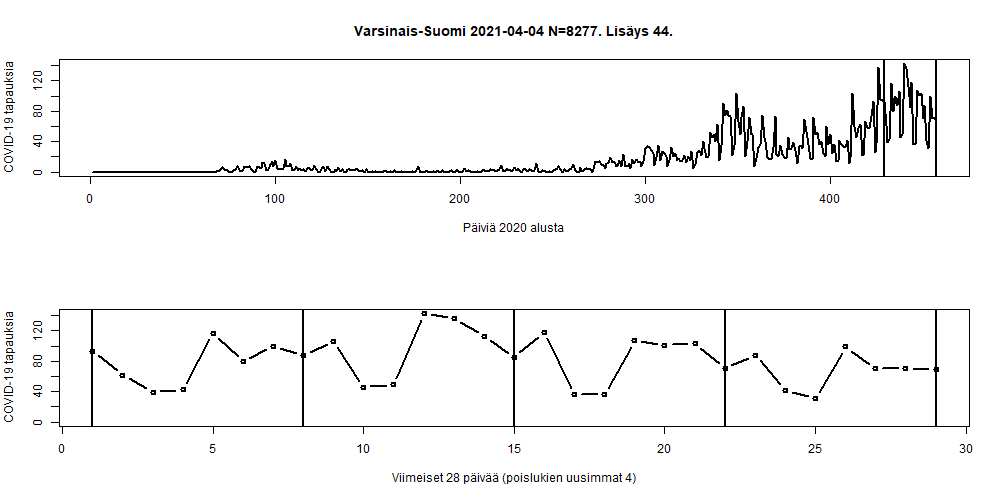 Varsinais-Suomi 2021-04-04 N=8277. Lisäys 44.
COVID-19 tapauksia
0 40 80 120
0 100 200 300 400
Päiviä 2020 alusta
COVID-19 tapauksia
0 40 80 120
0 5 10 15 20 25 30
Viimeiset 28 päivää (poislukien uusimmat 4)